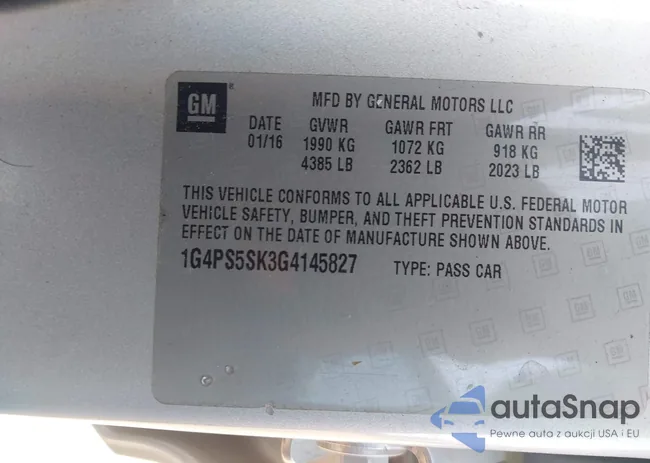 GM
MFD BY GENERAL MOTORS LLC
DATE GVWR GAWR FRT GAWR RR
01/16 1990 KG 1072 KG 918 KG
4385 LB 2362 LB 2023 LB
THIS VEHICLE CONFORMS TO ALL APPLICABLE U.S. FEDERAL MOTOR
VEHICLE SAFETY, BUMPER, AND THEFT PREVENTION STANDARDS IN
EFFECT ON THE DATE OF MANUFACTURE SHOWN ABOVE.
1G4PS5SK3G4145827 TYPE: PASS CAR
autaSnap
Pewne auta z aukcji USA i EU